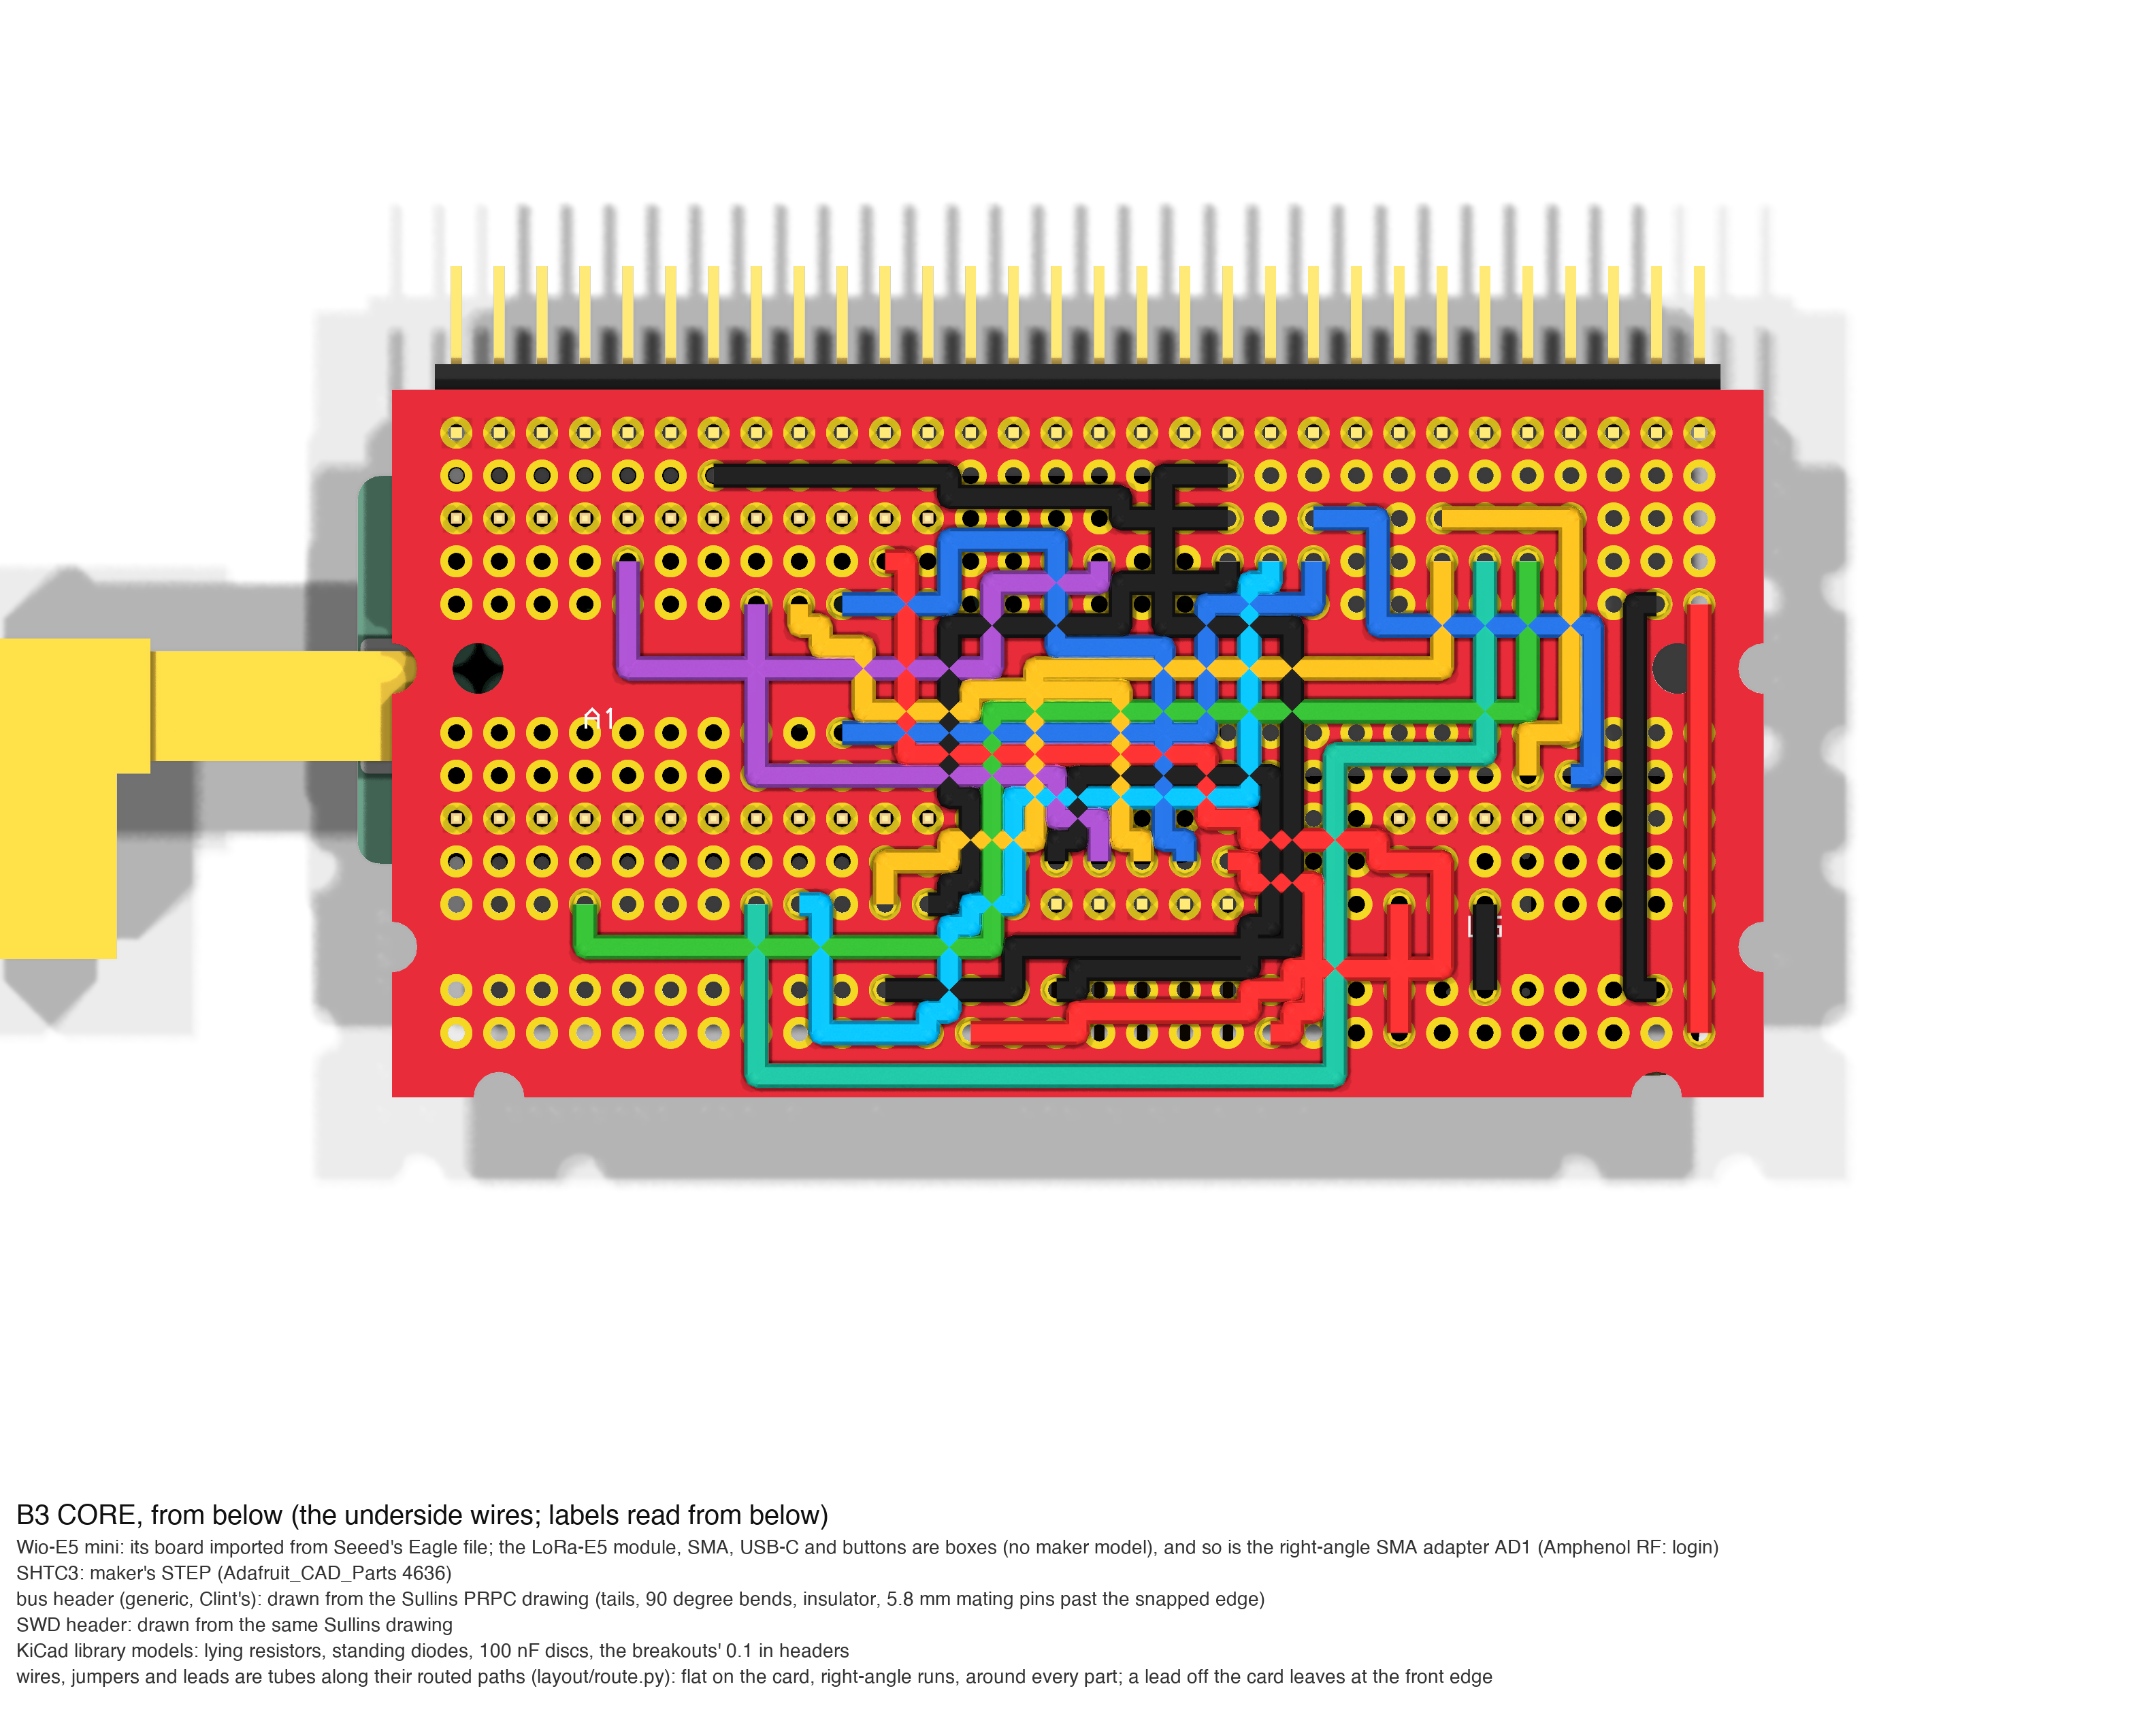 A1
B3 CORE, from below (the underside wires; labels read from below)
Wio-E5 mini: its board imported from Seeed's Eagle file; the LoRa-E5 module, SMA, USB-C and buttons are boxes (no maker model), and so is the right-angle SMA adapter AD1 (Amphenol RF: login)
SHTC3: maker's STEP (Adafruit_CAD_Parts 4636)
bus header (generic, Clint's): drawn from the Sullins PRPC drawing (tails, 90 degree bends, insulator, 5.8 mm mating pins past the snapped edge)
SWD header: drawn from the same Sullins drawing
KiCad library models: lying resistors, standing diodes, 100 nF discs, the breakouts' 0.1 in headers
wires, jumpers and leads are tubes along their routed paths (layout/route.py): flat on the card, right-angle runs, around every part; a lead off the card leaves at the front edge